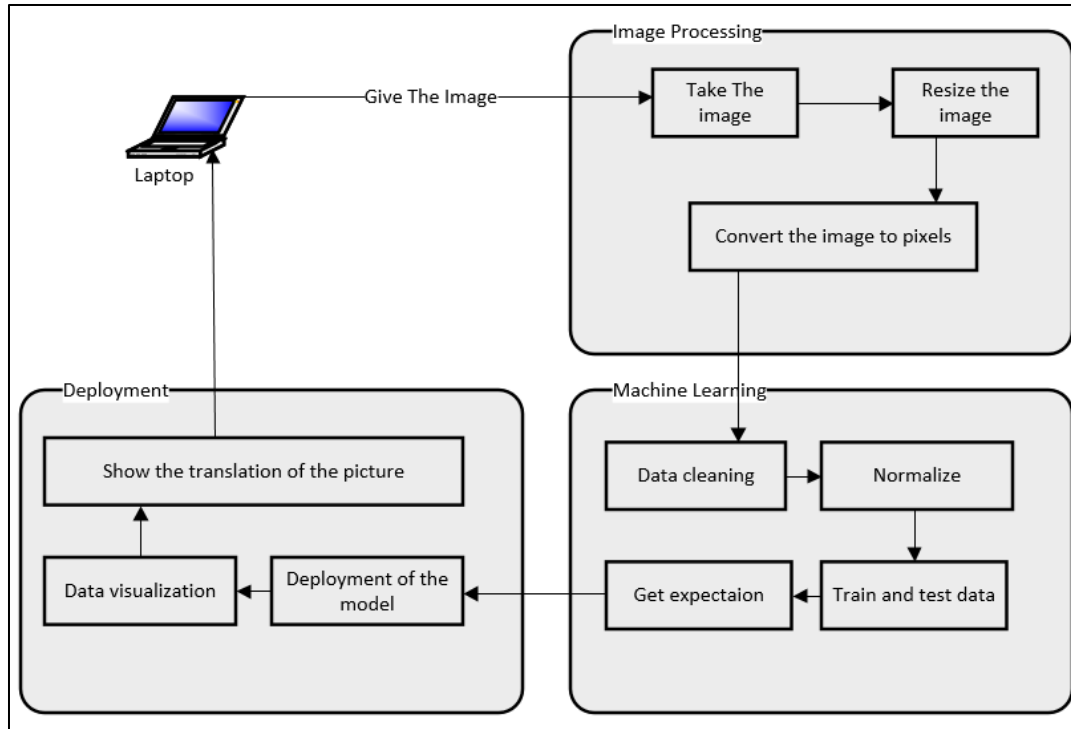 Image Processing
Give The Image
Take The
image
Resize the
image
Laptop
Convert the image to pixels
Deployment
Machine Learning
Show the translation of the picture
Data cleaning
Normalize
Data visualization
Deployment of the
model
Get expectaion
Train and test data